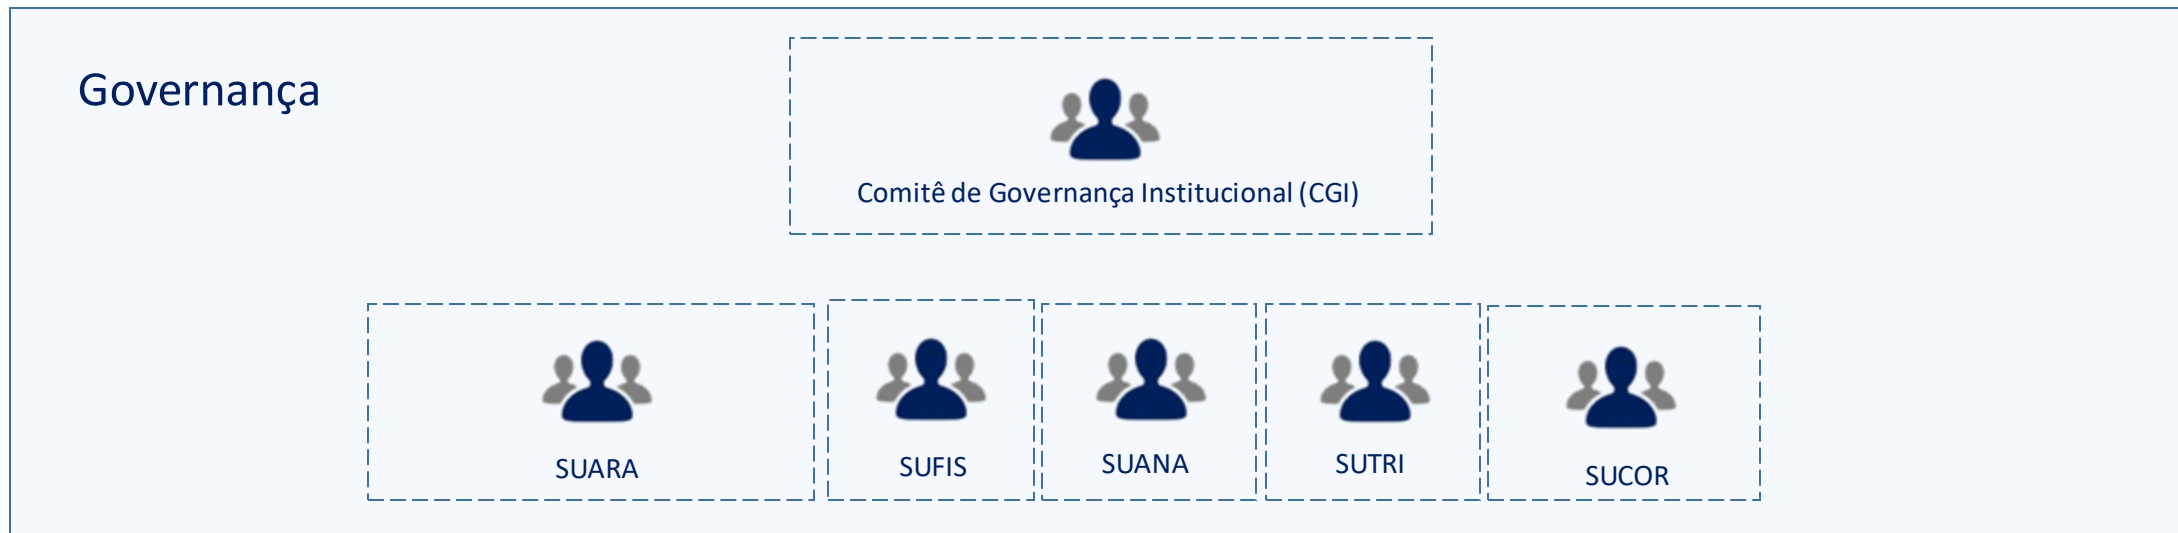 Governança
Comitê de Governança Institucional (CGI)
SUARA
SUFIS
SUANA
SUTRI
SUCOR